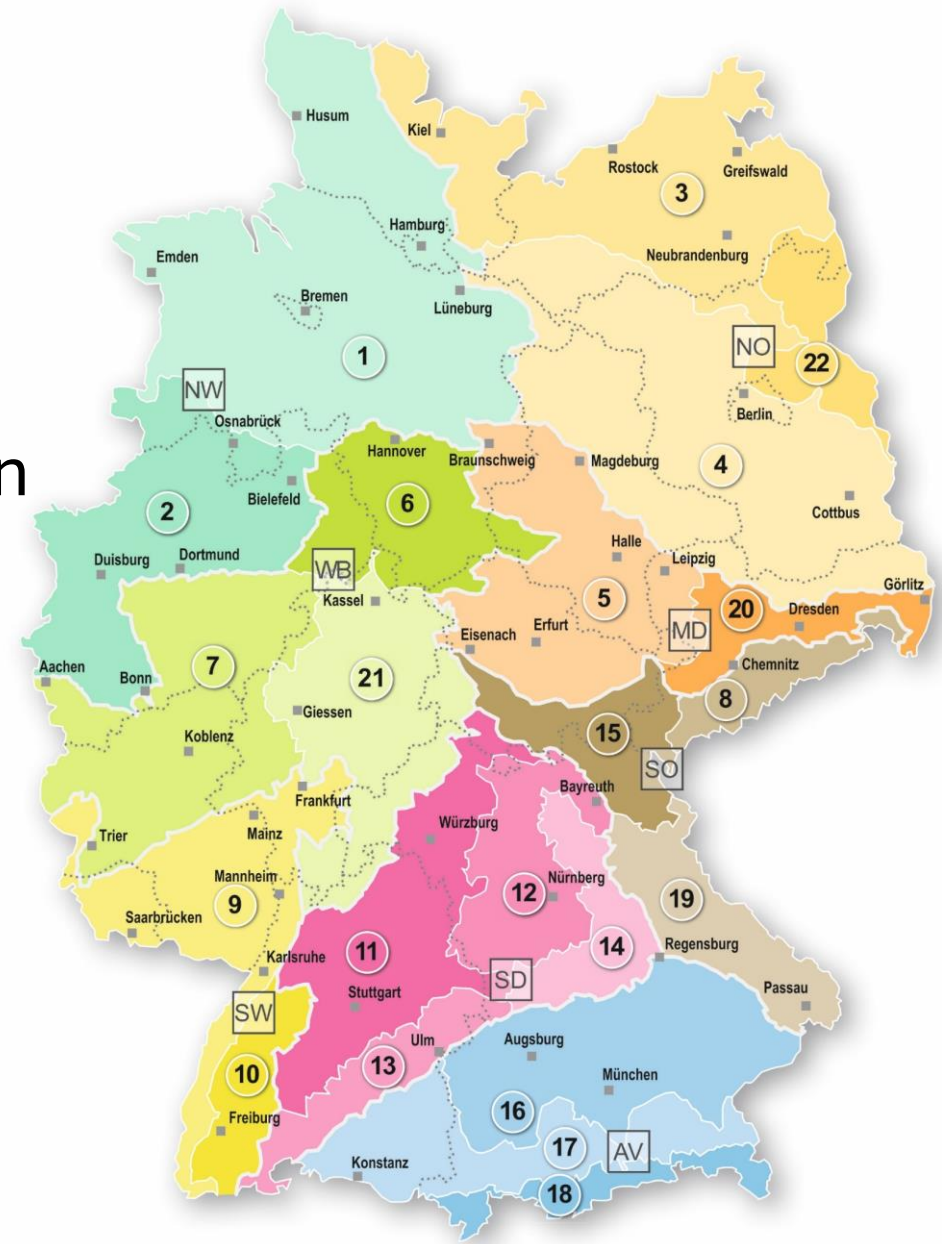 Husum
Kiel
Rostock
Greifswald
3
Hamburg
Neubrandenburg
Emden
Bremen
Lüneburg
1
NO
22
NW
Berlin
Osnabrück
Hannover
Braunschweig
Magdeburg
4
n
Bielefeld
6
2
Cottbus
Duisburg
Dortmund
Halle
Leipzig
WB
Görlitz
Kassel
5
20
Dresden
Eisenach
Erfurt
MD
Aachen
7
Chemnitz
Bonn
21
8
Giessen
Koblenz
15
SO
Bayreuth
Frankfurt
Trier
Mainz
Würzburg
Mannheim
12
Nürnberg
9
19
Saarbrücken
11
14
Regensburg
Karlsruhe
SD
Passau
Stuttgart
SW
Ulm
Augsburg
13
10
München
16
Freiburg
17
AV
Konstanz
18